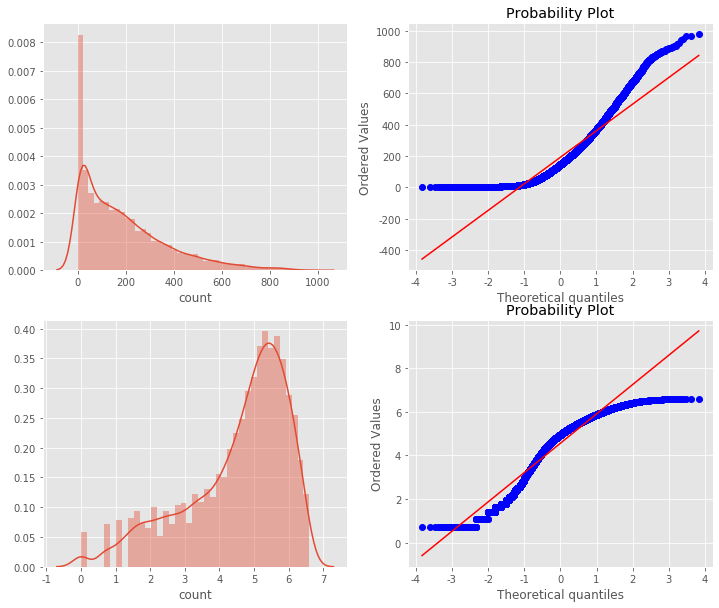 0.008
0.007
0.006
0.005
0.004
0.003
0.002
0.001
0.000
0 200 400 600 800 1000
count
Probability Plot
Ordered Values
1000
800
600
400
200
0
-200
-400
-4 -3 -2 -1 0 1 2 3 4
Theoretical quantiles
0.40
0.35
0.30
0.25
0.20
0.15
0.10
0.05
0.00
-1 0 1 2 3 4 5 6 7
count
Probability Plot
Ordered Values
10
8
6
4
2
0
-4 -3 -2 -1 0 1 2 3 4
Theoretical quantiles